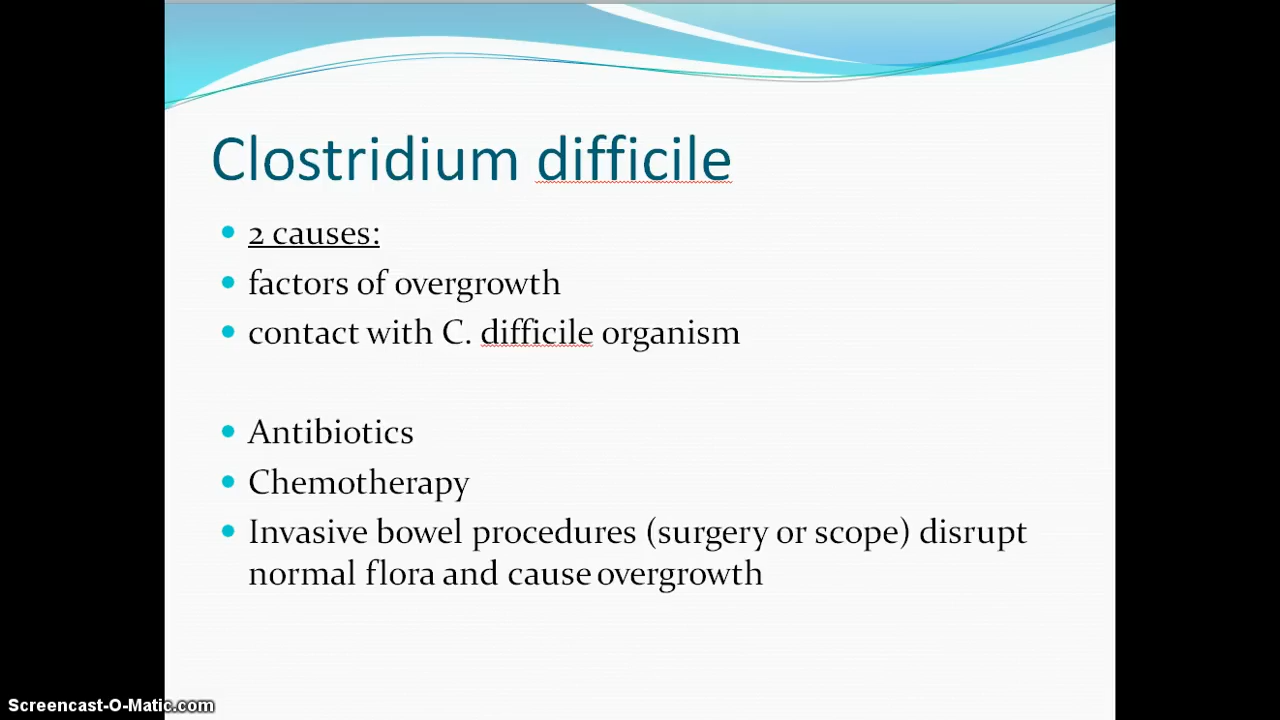 Clostridium difficile
2 causes:
factors of overgrowth
contact with C. difficile organism
Antibiotics
Chemotherapy
Invasive bowel procedures (surgery or scope) disrupt
normal flora and cause overgrowth
Screencast-O-Matic.com